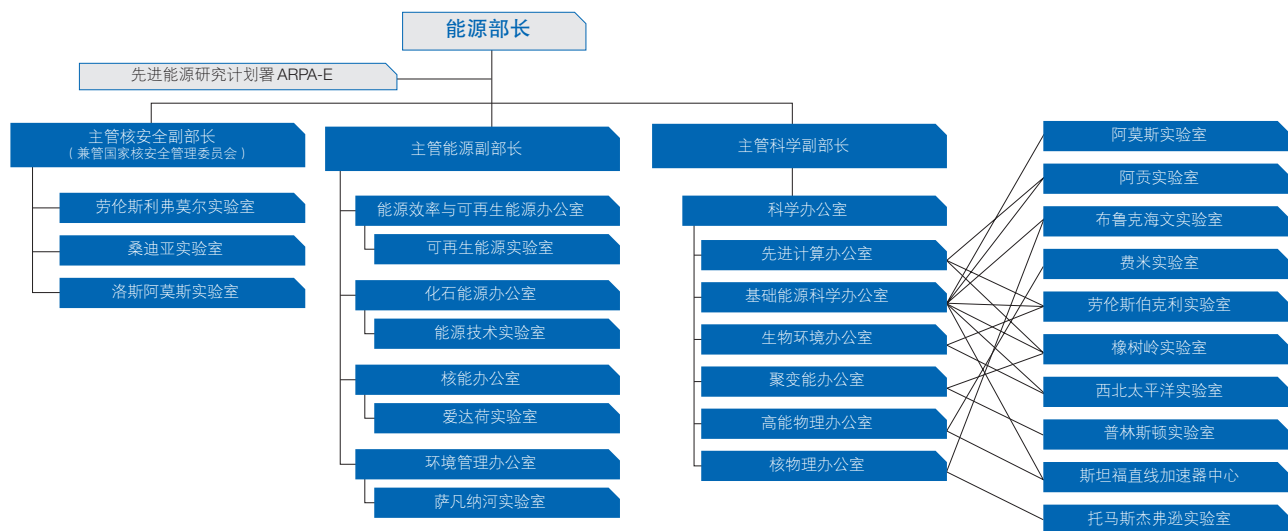 能源部长
先进能源研究计划署 ARPA-E
主管核安全副部长
（兼管国家核安全管理委员会）
劳伦斯利弗莫尔实验室
桑迪亚实验室
洛斯阿莫斯实验室
主管能源副部长
能源效率与可再生能源办公室
可再生能源实验室
化石能源办公室
能源技术实验室
核能办公室
爱达荷实验室
环境管理办公室
萨凡纳河实验室
主管科学副部长
科学办公室
先进计算办公室
基础能源科学办公室
生物环境办公室
聚变能办公室
高能物理办公室
核物理办公室
阿莫斯实验室
阿贡实验室
布鲁克海文实验室
费米实验室
劳伦斯伯克利实验室
橡树岭实验室
西北太平洋实验室
普林斯顿实验室
斯坦福直线加速器中心
托马斯杰弗逊实验室